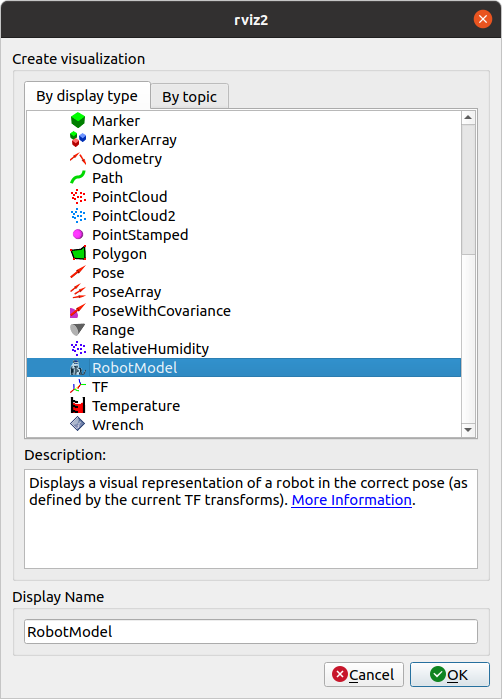 rviz2
Create visualization
By display type
By topic
Marker
MarkerArray
Odometry
Path
PointCloud
PointCloud2
PointStamped
Polygon
Pose
PoseArray
PoseWithCovariance
Range
RelativeHumidity
RobotModel
TF
Temperature
Wrench
Description:
Displays a visual representation of a robot in the correct pose (as
defined by the current TF transforms). More Information.
Display Name
RobotModel
Cancel
OK